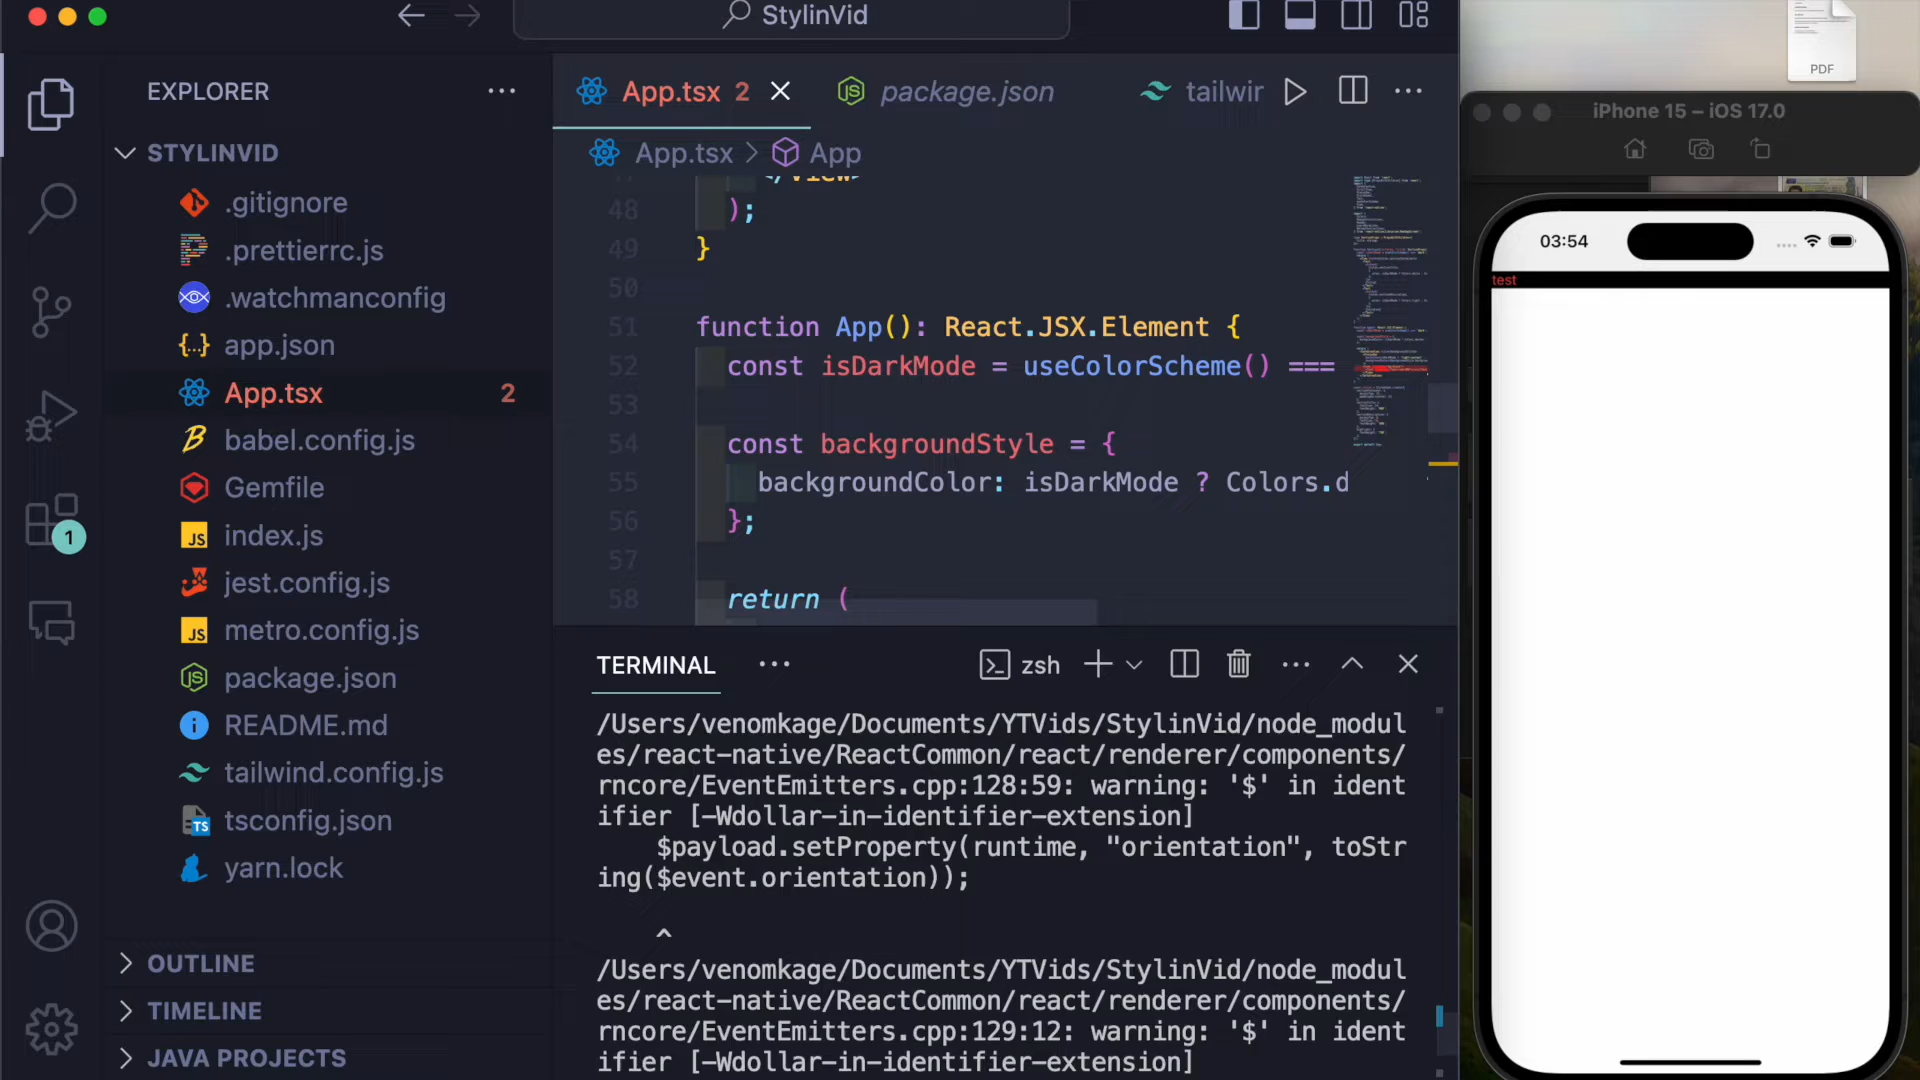 StylinVid
PDF
EXPLORER
App.tsx 2
package.json
tailwir
iPhone 15 – iOS 17.0
STYLINVID
App.tsx > App
.gitignore
.prettierrc.js
.watchmanconfig
app.json
App.tsx 2
babel.config.js
Gemfile
index.js
jest.config.js
metro.config.js
package.json
README.md
tailwind.config.js
tsconfig.json
yarn.lock
OUTLINE
TIMELINE
JAVA PROJECTS
1
</View>
48 );
49 }
50
51 function App(): React.JSX.Element {
52 const isDarkMode = useColorScheme() ===
53
54 const backgroundStyle = {
55 backgroundColor: isDarkMode ? Colors.d
56 };
57
58 return (
TERMINAL
zsh
/Users/venomkage/Documents/YTVids/StylinVid/node_modul
es/react-native/ReactCommon/react/renderer/components/
rncore/EventEmitters.cpp:128:59: warning: '$' in ident
ifier [-Wdollar-in-identifier-extension]
$payload.setProperty(runtime, "orientation", toStr
ing($event.orientation));
^
/Users/venomkage/Documents/YTVids/StylinVid/node_modul
es/react-native/ReactCommon/react/renderer/components/
rncore/EventEmitters.cpp:129:12: warning: '$' in ident
ifier [-Wdollar-in-identifier-extension]
03:54
test